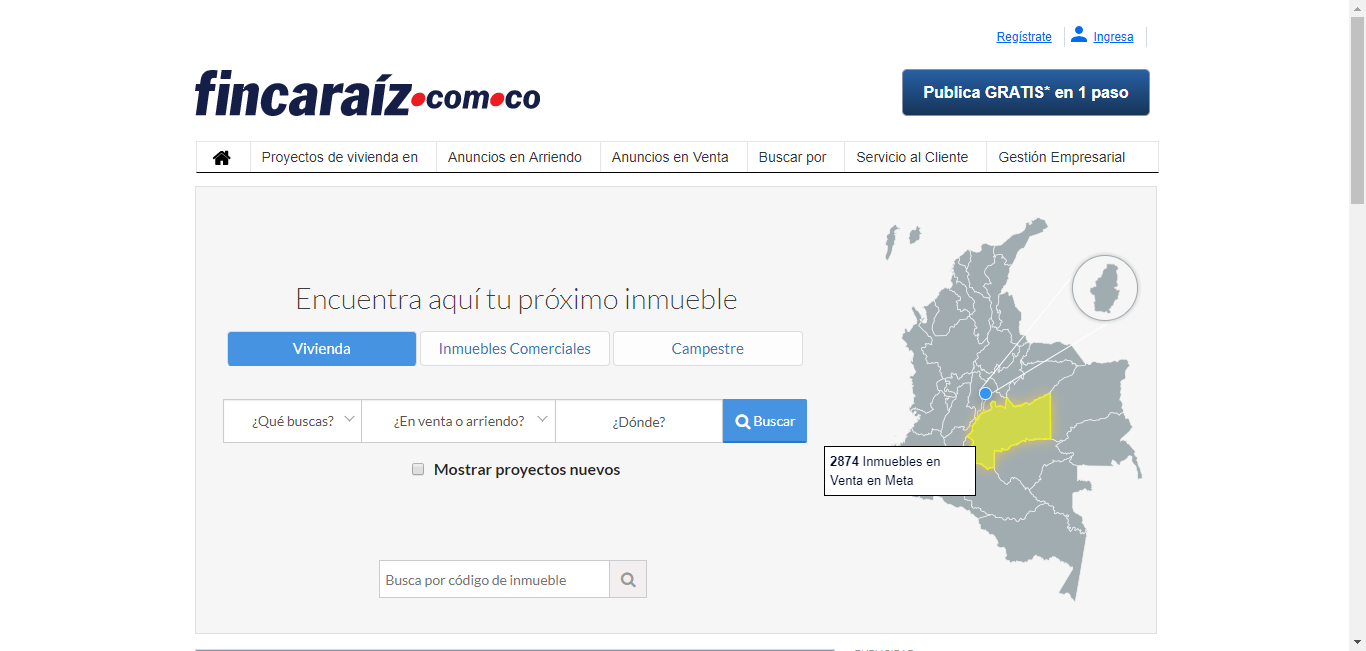 Regístrate
Ingresa
fincaraíz.com.co
Publica GRATIS* en 1 paso
Proyectos de vivienda en
Anuncios en Arriendo
Anuncios en Venta
Buscar por
Servicio al Cliente
Gestión Empresarial
Encuentra aquí tu próximo inmueble
Vivienda
Inmuebles Comerciales
Campestre
¿Qué buscas?
¿En venta o arriendo?
¿Dónde?
Buscar
2874 Inmuebles en
Venta en Meta
Mostrar proyectos nuevos
Busca por código de inmueble